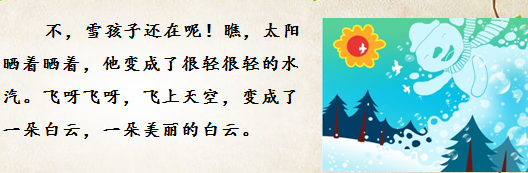 不，雪孩子还在呢！瞧，太阳
晒着晒着，他变成了很轻很轻的水
汽。飞呀飞呀，飞上天空，变成了
一朵白云，一朵美丽的白云。